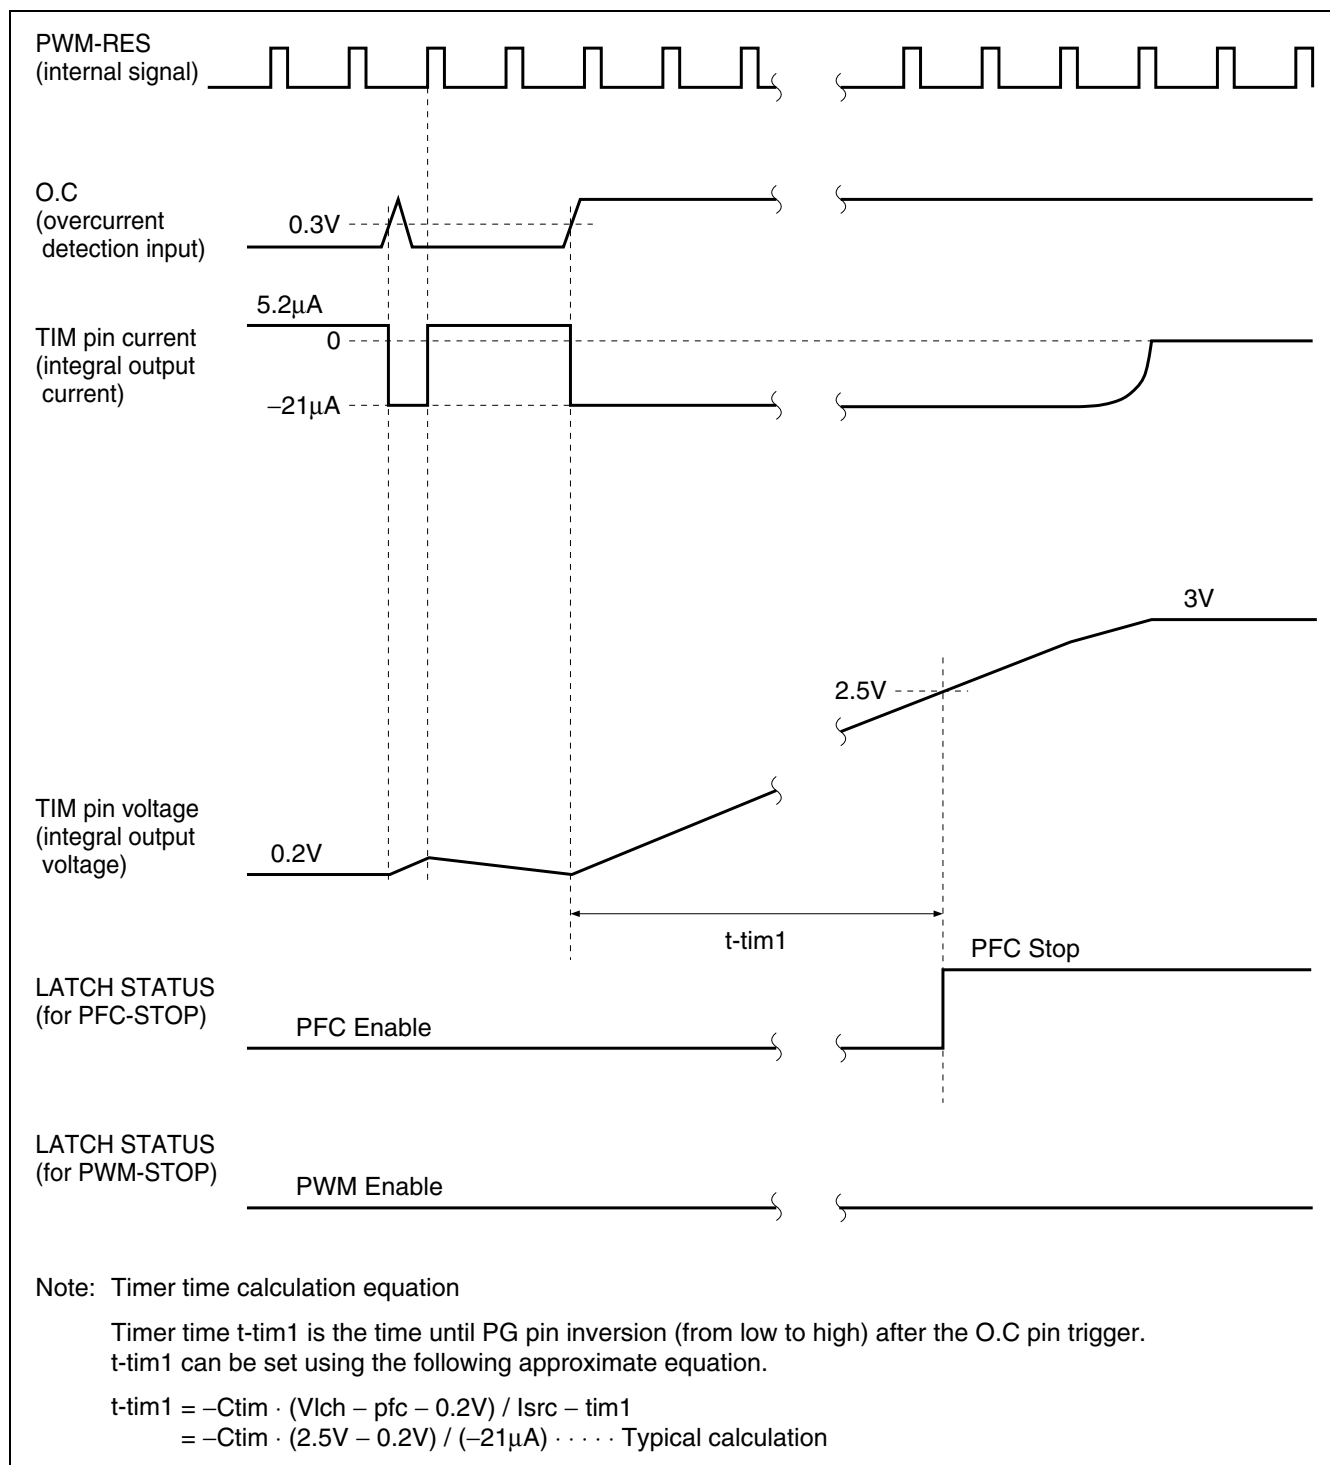 PWM-RES
(internal signal)
O.C
(overcurrent
detection input)
0.3V
5.2μA
TIM pin current
(integral output
current)
0
−21μA
3V
2.5V
TIM pin voltage
(integral output
voltage)
0.2V
t-tim1
PFC Stop
LATCH STATUS
(for PFC-STOP)
PFC Enable
LATCH STATUS
(for PWM-STOP)
PWM Enable
Note: Timer time calculation equation
Timer time t-tim1 is the time until PG pin inversion (from low to high) after the O.C pin trigger.
t-tim1 can be set using the following approximate equation.
t-tim1 = −Ctim · (Vlch − pfc − 0.2V) / Isrc − tim1
= −Ctim · (2.5V − 0.2V) / (−21μA) · · · · · Typical calculation